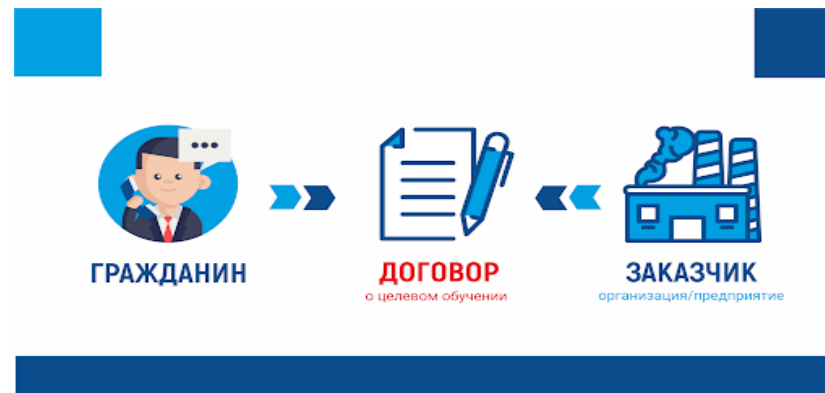 ГРАЖДАНИН
ДОГОВОР
о целевом обучении
ЗАКАЗЧИК
организация/предприятие